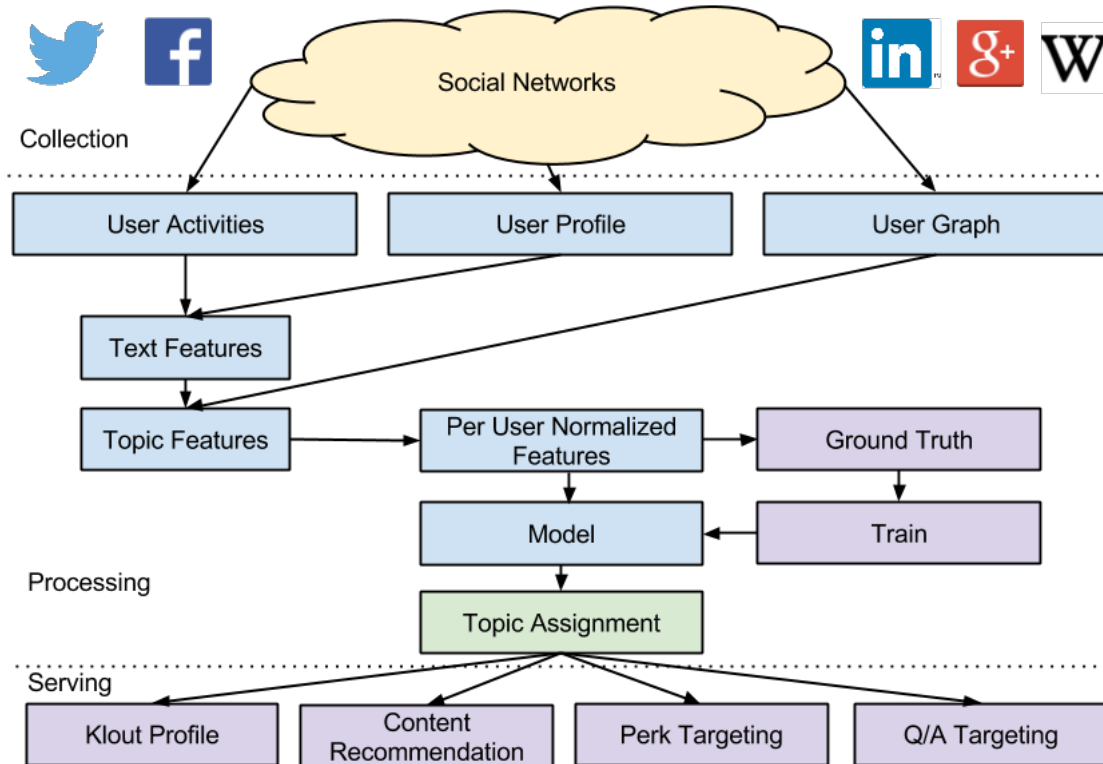 in
g+
W
Social Networks
Collection
User Activities
User Profile
User Graph
Text Features
Topic Features
Per User Normalized
Features
Ground Truth
Model
Train
Processing
Topic Assignment
Serving
Klout Profile
Content
Recommendation
Perk Targeting
Q/A Targeting